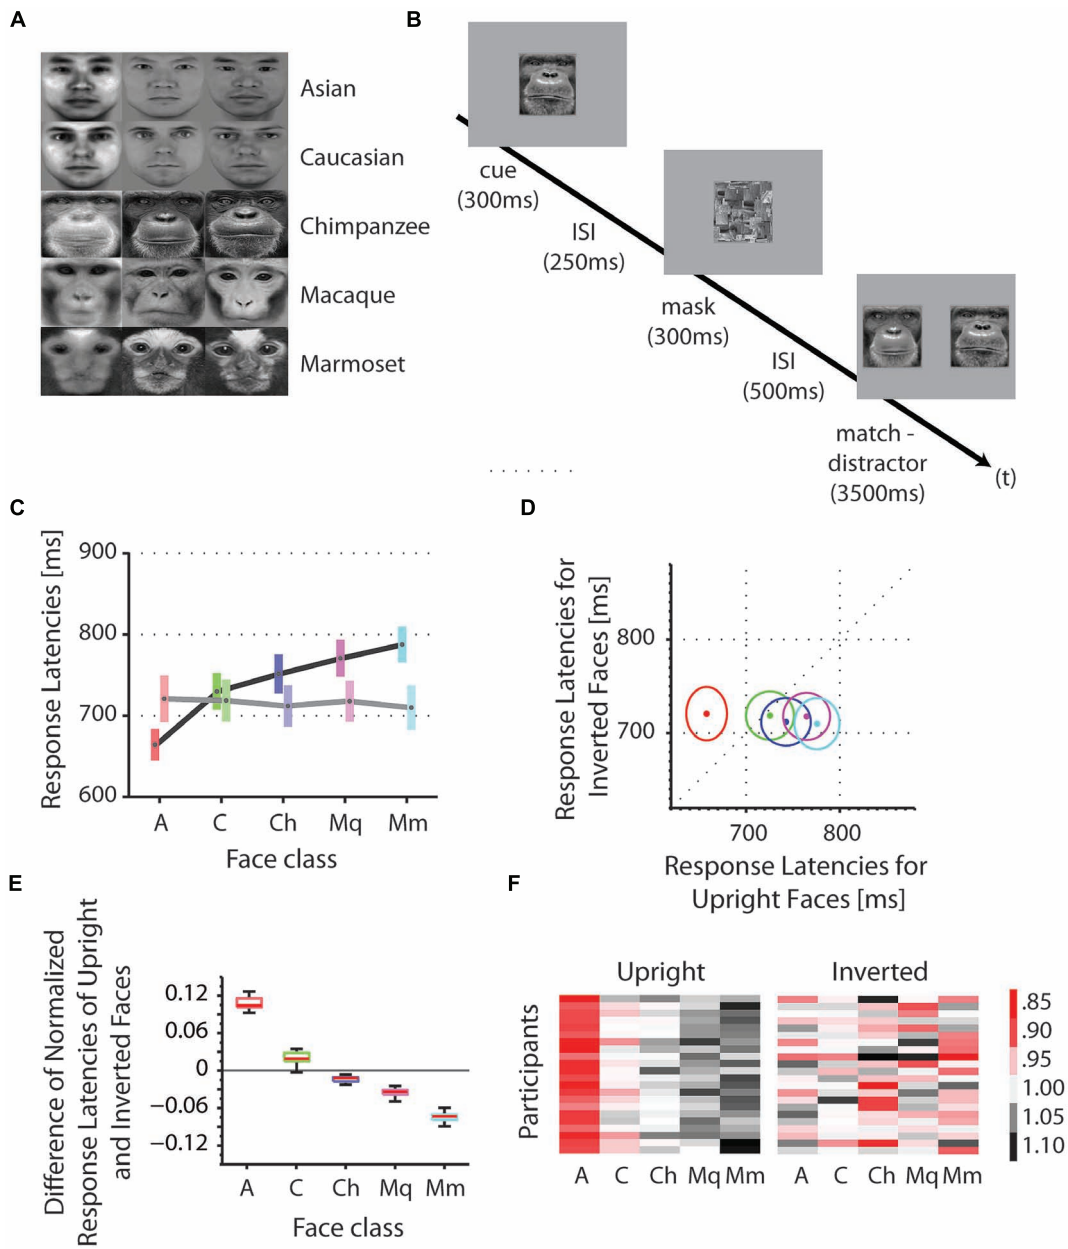 A
Asian
Caucasian
Chimpanzee
Macaque
Marmoset
B
cue
(300ms)
ISI
(250ms)
mask
(300ms)
ISI
(500ms)
match -
distractor
(3500ms)
(t)
C
Response Latencies [ms]
900
800
700
600
A C Ch Mq Mm
Face class
D
Response Latencies for
Inverted Faces [ms]
800
700
700 800
Response Latencies for
Upright Faces [ms]
E
Difference of Normalized
Response Latencies of Upright
and Inverted Faces
0.12
0.06
0
−0.06
−0.12
A C Ch Mq Mm
Face class
F
Upright Inverted
Participants
A C Ch Mq Mm A C Ch Mq Mm
.85
.90
.95
1.00
1.05
1.10